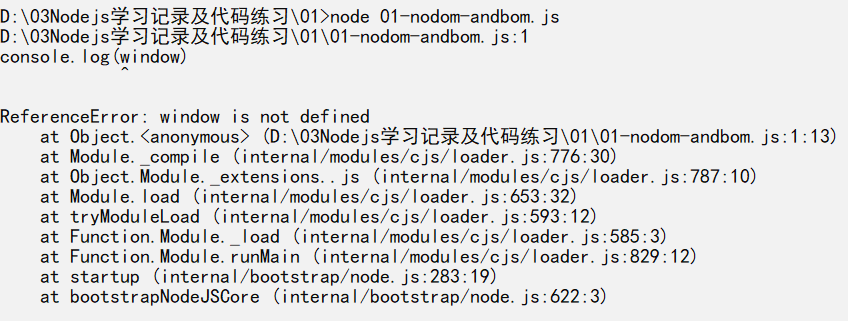 D:\03Nodejs学习记录及代码练习\01>node 01-nodom-andbom.js
D:\03Nodejs学习记录及代码练习\01\01-nodom-andbom.js:1
console.log(window)
^
ReferenceError: window is not defined
at Object.<anonymous> (D:\03Nodejs学习记录及代码练习\01\01-nodom-andbom.js:1:13)
at Module._compile (internal/modules/cjs/loader.js:776:30)
at Object.Module._extensions..js (internal/modules/cjs/loader.js:787:10)
at Module.load (internal/modules/cjs/loader.js:653:32)
at tryModuleLoad (internal/modules/cjs/loader.js:593:12)
at Function.Module._load (internal/modules/cjs/loader.js:585:3)
at Function.Module.runMain (internal/modules/cjs/loader.js:829:12)
at startup (internal/bootstrap/node.js:283:19)
at bootstrapNodeJSCore (internal/bootstrap/node.js:622:3)